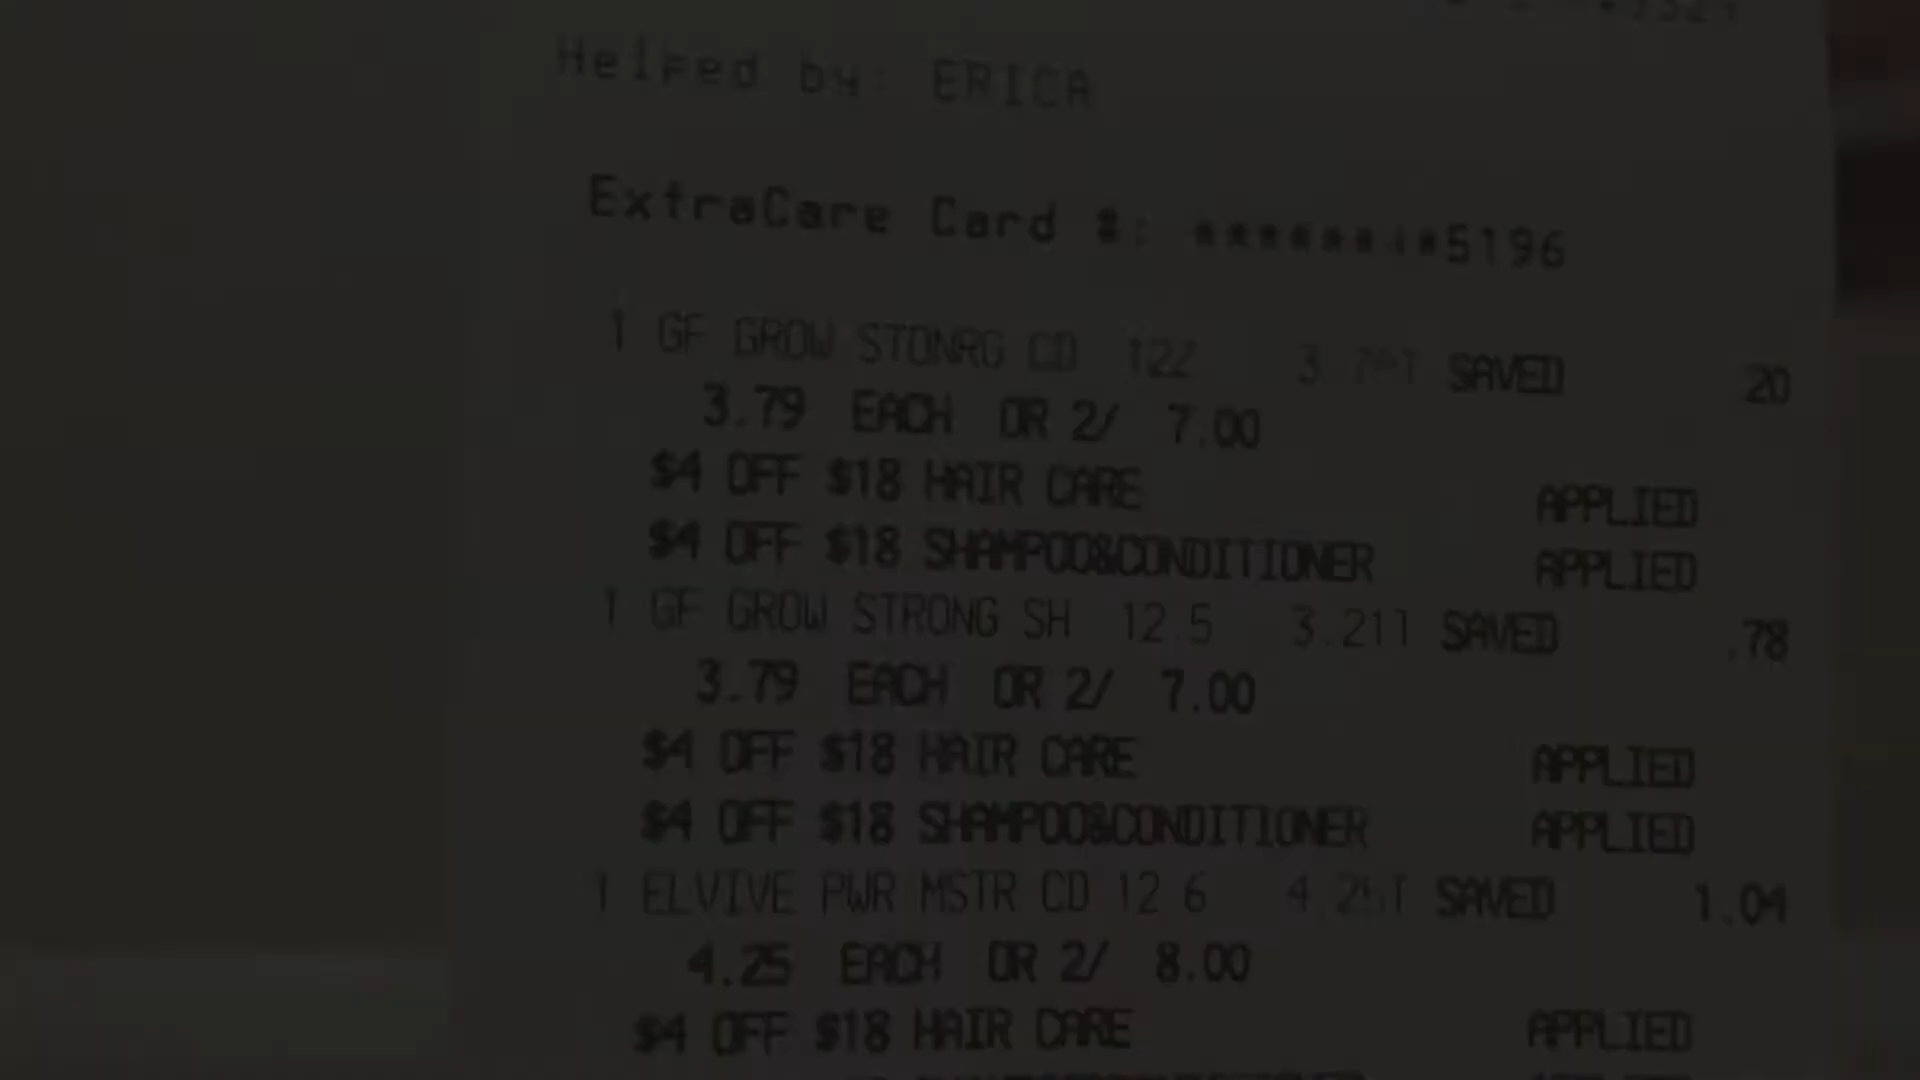 Helped by: ERICA
ExtraCare Card #: ********5196
1 GF GROW STONRG CD 12Z SAVED .20
3.79 EACH OR 2/ 7.00
$4 OFF $18 HAIR CARE APPLIED
$4 OFF $18 SHAMPOO&CONDITIONER APPLIED
1 GF GROW STRONG SH 12.5 3.21T SAVED .78
3.79 EACH OR 2/ 7.00
$4 OFF $18 HAIR CARE APPLIED
$4 OFF $18 SHAMPOO&CONDITIONER APPLIED
1 ELVIVE PWR MSTR CD 12.6 4.25T SAVED 1.04
4.25 EACH OR 2/ 8.00
$4 OFF $18 HAIR CARE APPLIED